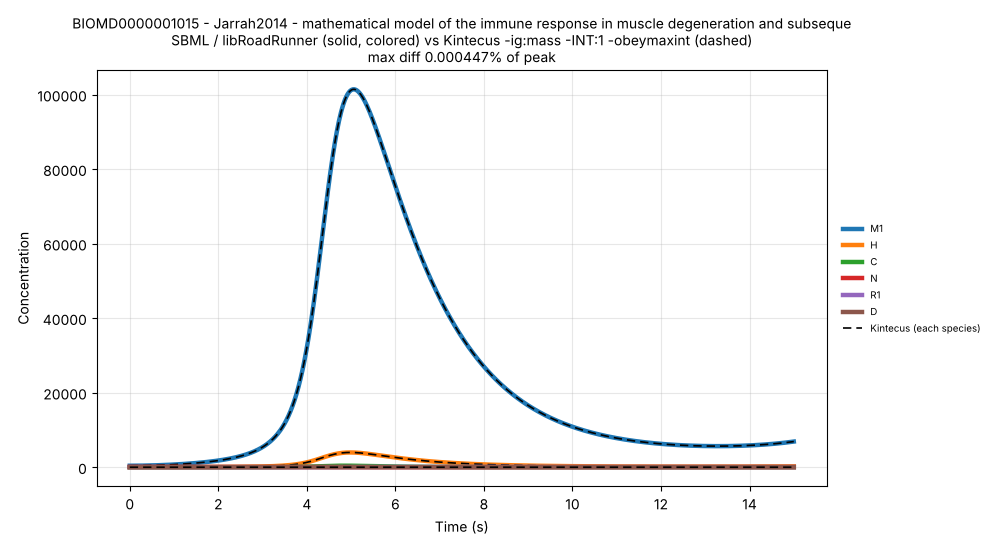 BIOMD0000001015 - Jarrah2014 - mathematical model of the immune response in muscle degeneration and subseque
SBML / libRoadRunner (solid, colored) vs Kintecus -ig:mass -INT:1 -obeymaxint (dashed)
max diff 0.000447% of peak
100000
80000
60000
40000
20000
0
Concentration
0 2 4 6 8 10 12 14
Time (s)
M1
H
C
N
R1
D
Kintecus (each species)